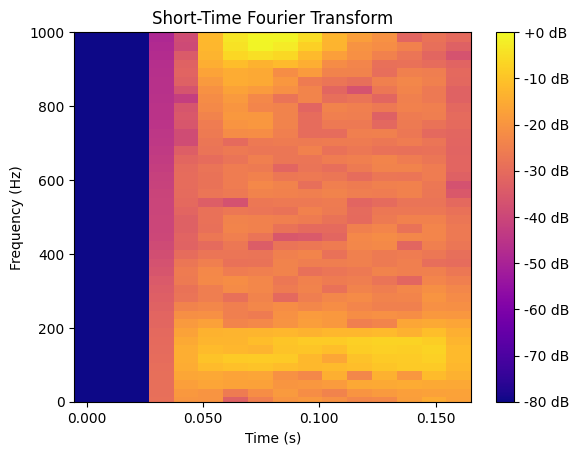 Short-Time Fourier Transform
1000
800
600
400
200
0
Frequency (Hz)
0.000
0.050
0.100
0.150
Time (s)
+0 dB
-10 dB
-20 dB
-30 dB
-40 dB
-50 dB
-60 dB
-70 dB
-80 dB